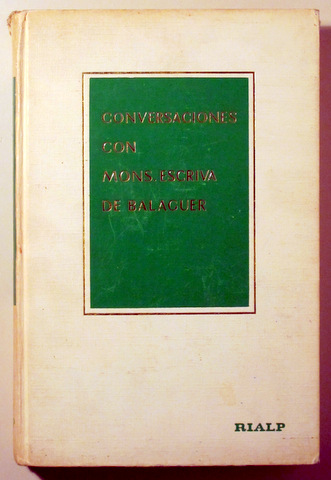 CONVERSACIONES
CON
MONS. ESCRIVA
DE BALAGUER
RIALP